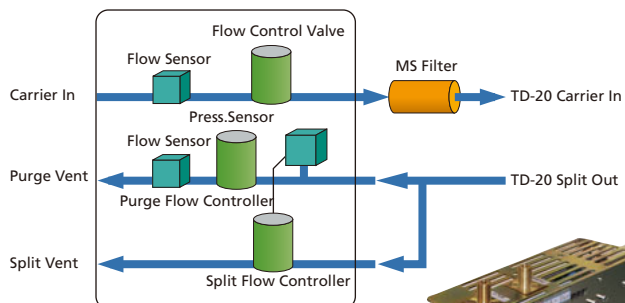 Flow Control Valve
Flow Sensor
MS Filter
Carrier In
TD-20 Carrier In
Press.Sensor
Flow Sensor
Purge Vent
TD-20 Split Out
Purge Flow Controller
Split Vent
Split Flow Controller